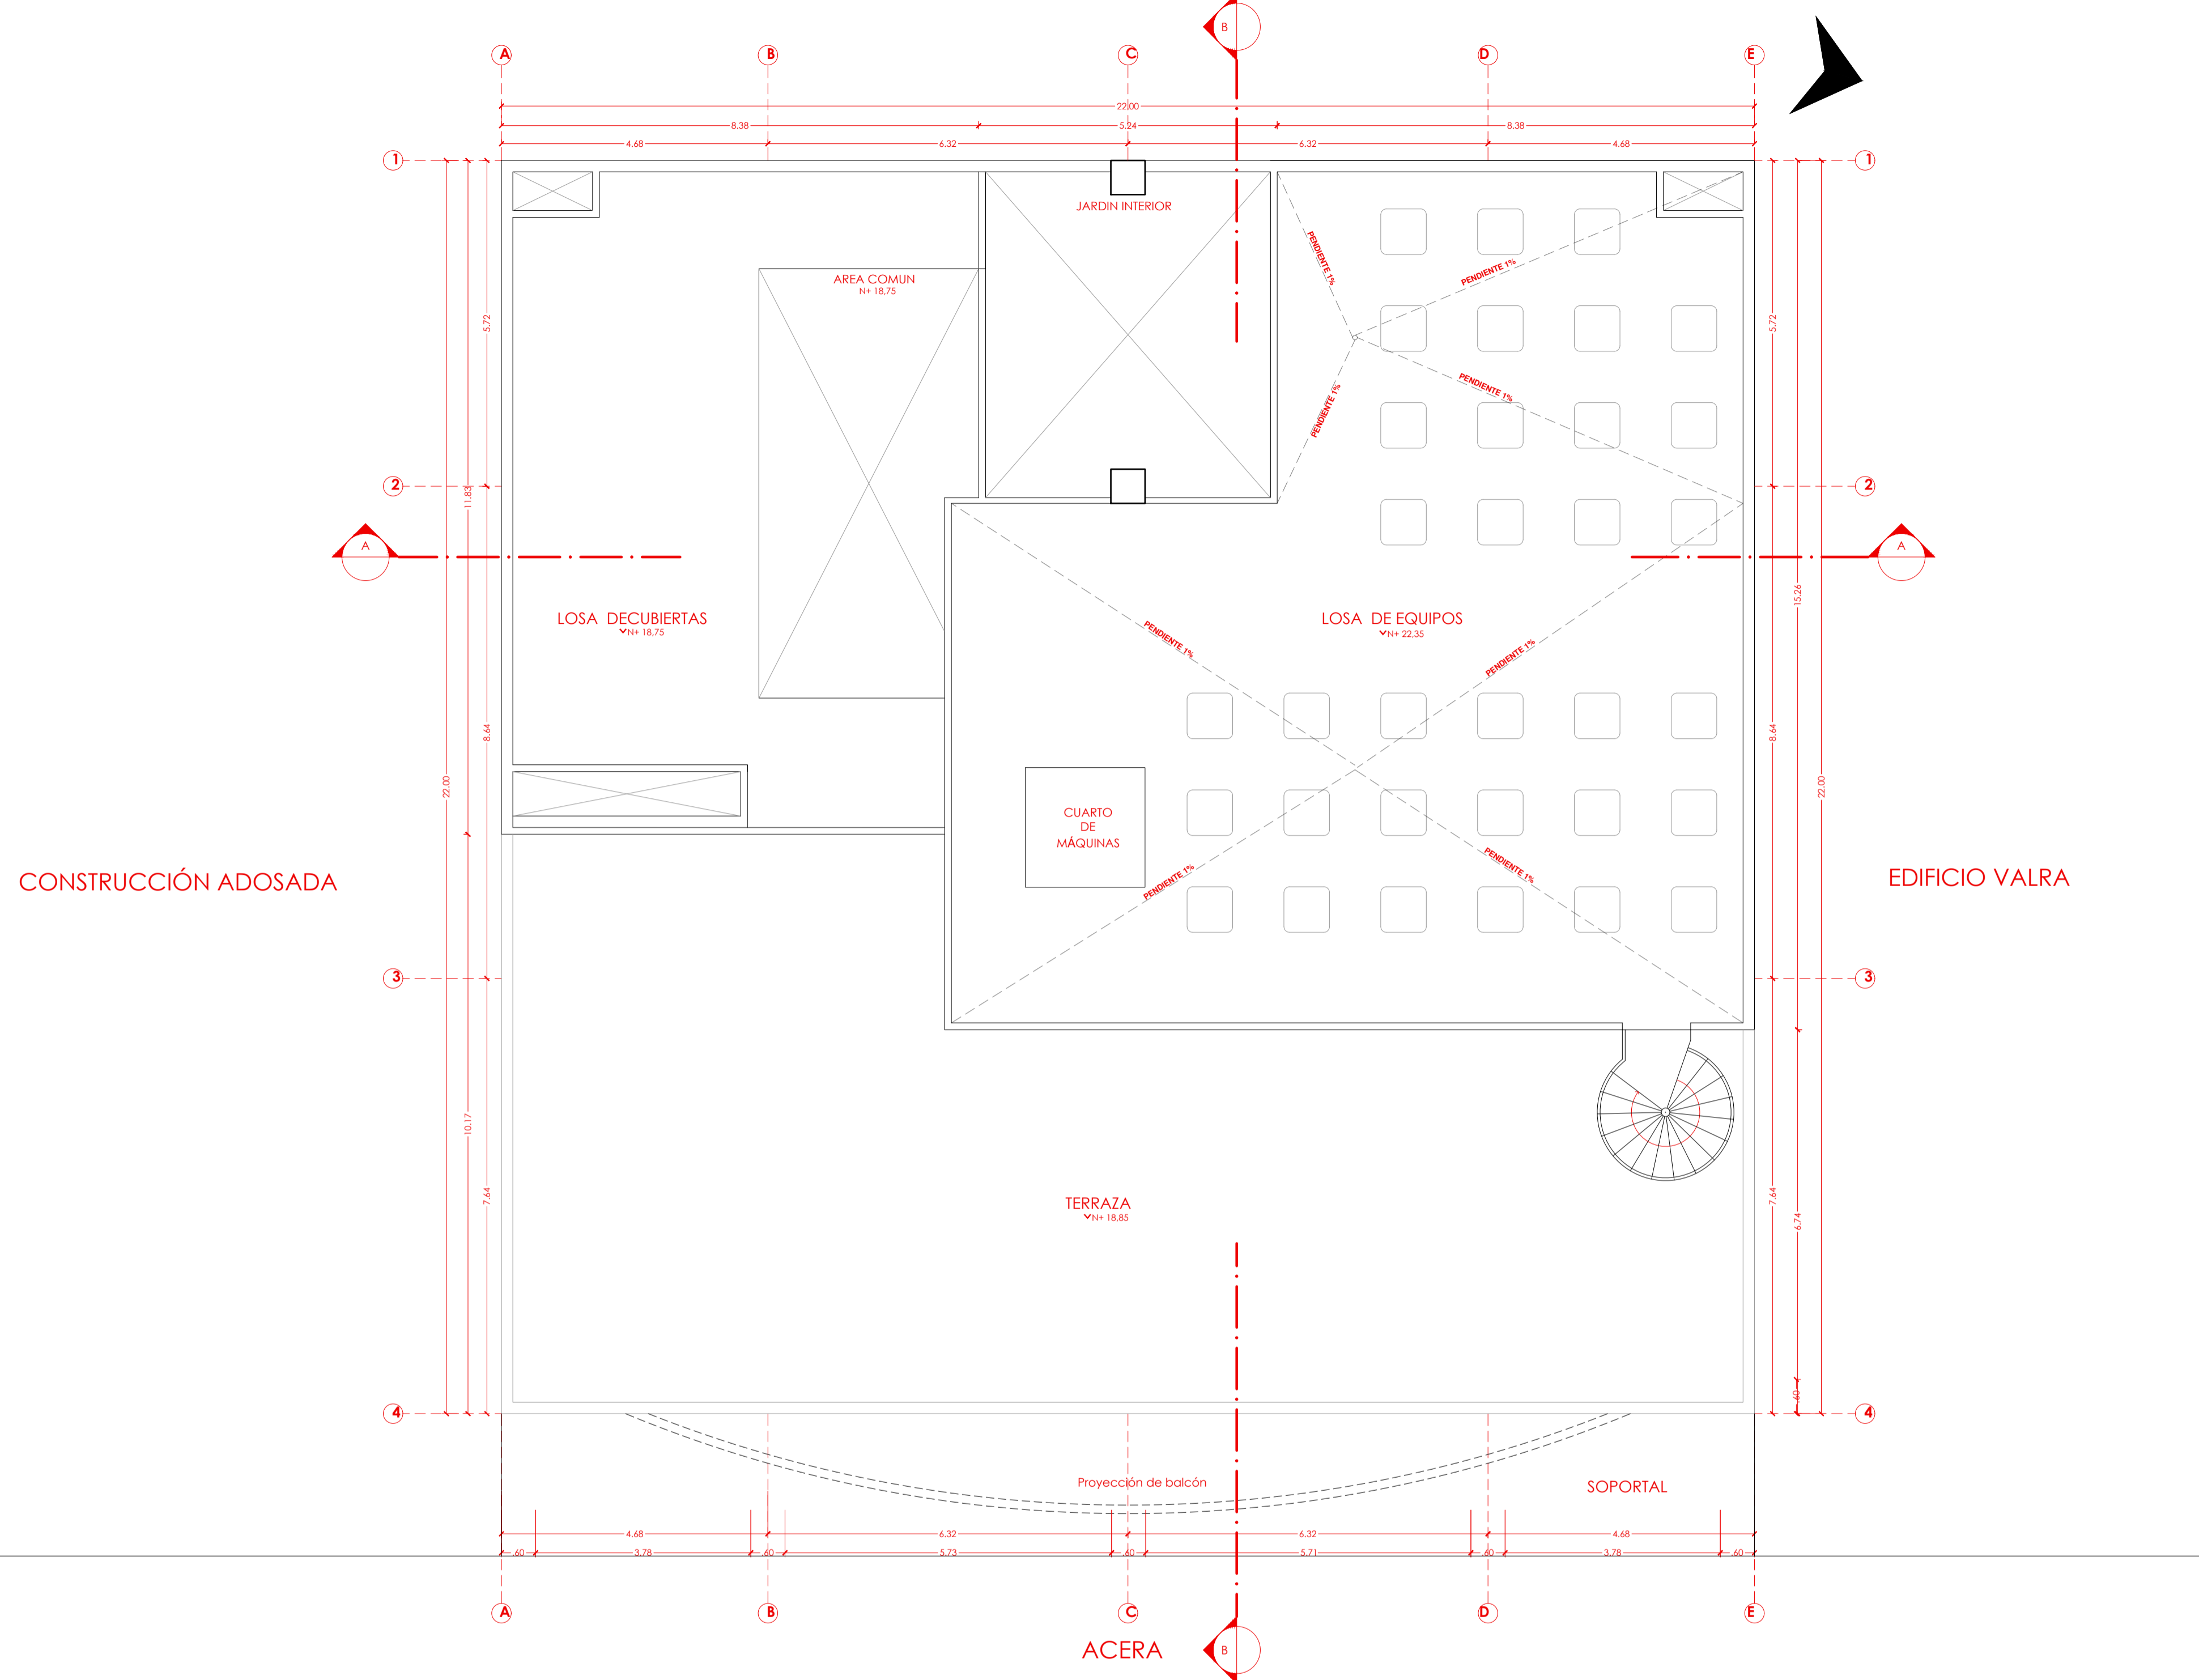 B
A
B
C
D
E
22.00
8.38
5.24
8.38
4.68
6.32
6.32
4.68
1
1
JARDIN INTERIOR
PENDIENTE 1%
PENDIENTE 1%
AREA COMUN
N+ 18,75
5.72
5.72
PENDIENTE 1%
PENDIENTE 1%
2
11.83
2
A
A
15.26
LOSA DECUBIERTAS
N+ 18,75
LOSA DE EQUIPOS
N+ 22,35
PENDIENTE 1%
PENDIENTE 1%
8.64
8.64
22.00
22.00
CUARTO
DE
MÁQUINAS
CONSTRUCCIÓN ADOSADA
EDIFICIO VALRA
PENDIENTE 1%
PENDIENTE 1%
3
3
10.17
7.64
7.64
TERRAZA
N+ 18,85
6.74
.60
4
4
Proyección de balcón
SOPORTAL
4.68
6.32
6.32
4.68
.60
3.78
.60
5.73
.60
5.71
.60
3.78
.60
A
B
C
D
E
ACERA
B